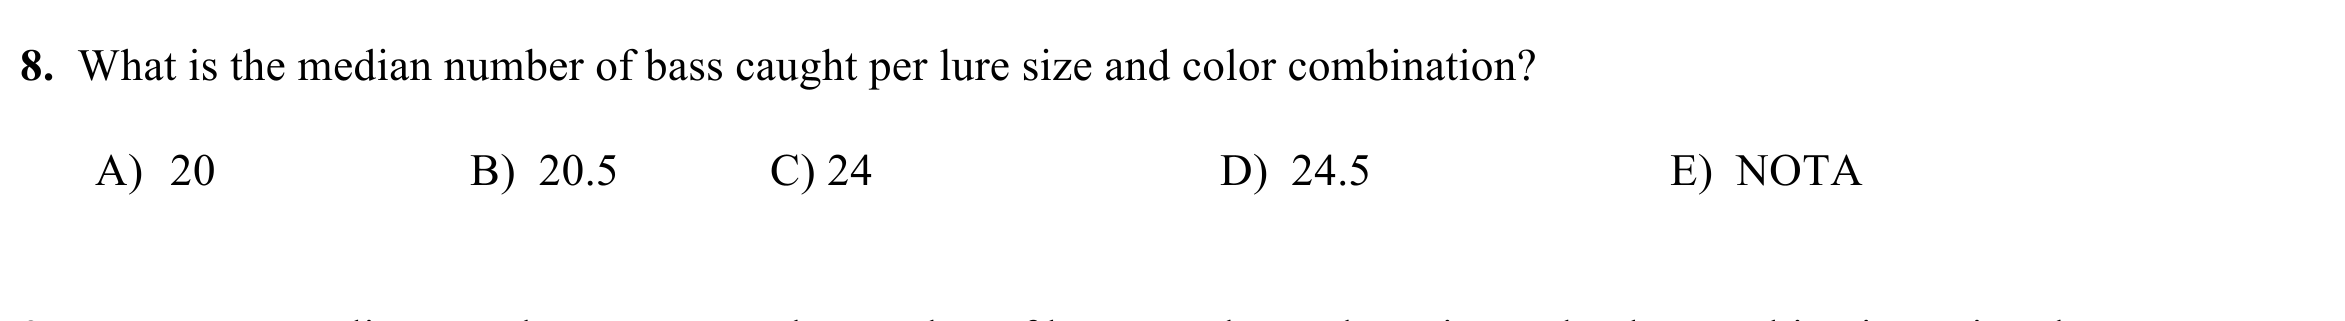 8. What is the median number of bass caught per lure size and color combination?
A) 20 B) 20.5 C) 24 D) 24.5 E) NOTA